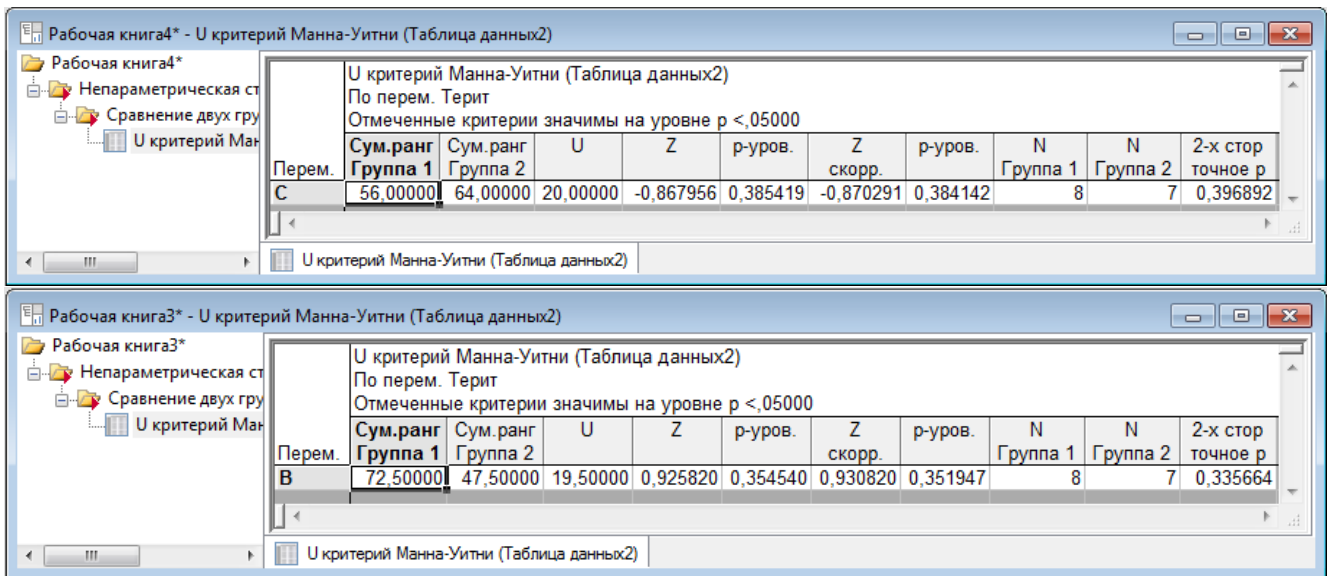 Рабочая книга4* - U критерий Манна-Уитни (Таблица данных2)
Рабочая книга4*
Непараметрическая ст
Сравнение двух гру
U критерий Ман
U критерий Манна-Уитни (Таблица данных2)
По перем. Терит
Отмеченные критерии значимы на уровне p <,05000
Перем. Сум.ранг Группа 1 Сум.ранг Группа 2 U Z p-уров. Z скорр. p-уров. N Группа 1 N Группа 2 2-х стор точное p
C 56,00000 64,00000 20,00000 -0,867956 0,385419 -0,870291 0,384142 8 7 0,396892
U критерий Манна-Уитни (Таблица данных2)
Рабочая книга3* - U критерий Манна-Уитни (Таблица данных2)
Рабочая книга3*
Непараметрическая ст
Сравнение двух гру
U критерий Ман
U критерий Манна-Уитни (Таблица данных2)
По перем. Терит
Отмеченные критерии значимы на уровне p <,05000
Перем. Сум.ранг Группа 1 Сум.ранг Группа 2 U Z p-уров. Z скорр. p-уров. N Группа 1 N Группа 2 2-х стор точное p
B 72,50000 47,50000 19,50000 0,925820 0,354540 0,930820 0,351947 8 7 0,335664
U критерий Манна-Уитни (Таблица данных2)